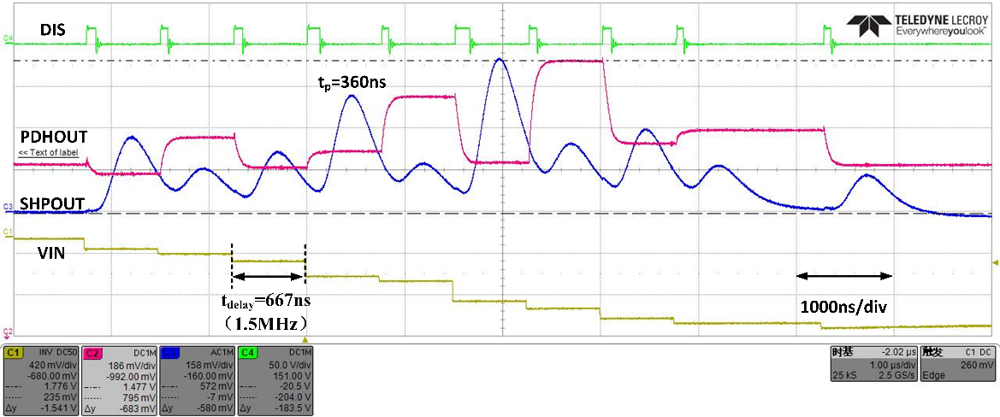 C4
DIS
TELEDYNE LECROY
Everywhereyoulook™
tp=360ns
PDHOUT
<< Text of label
SHPOUT
C3
C1
VIN
tdelay=667ns
（1.5MHz）
1000ns/div
C2
C1 INV DC50
420 mV/div
-680.00 mV
1.776 V
235 mV
Δy -1.541 V
C2 DC1M
186 mV/div
-992.00 mV
1.477 V
795 mV
Δy -683 mV
AC1M
158 mV/div
-160.00 mV
572 mV
-7 mV
Δy -580 mV
C4 DC1M
50.0 V/div
151.00 V
-20.5 V
-204.0 V
Δy -183.5 V
时基 -2.02 µs
1.00 µs/div
25 kS 2.5 GS/s
触发 C1 DC
260 mV
Edge